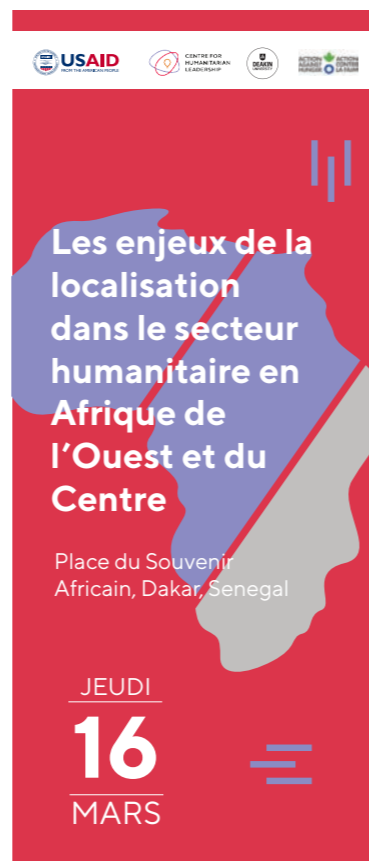 USAID
FROM THE AMERICAN PEOPLE
CENTRE FOR
HUMANITARIAN
LEADERSHIP
DEAKIN
UNIVERSITY
ACTION AGAINST HUNGER
ACTION CONTRE LA FAIM
Les enjeux de la
localisation
dans le secteur
humanitaire en
Afrique de
l'Ouest et du
Centre
Place du Souvenir
Africain, Dakar, Senegal
JEUDI
16
MARS